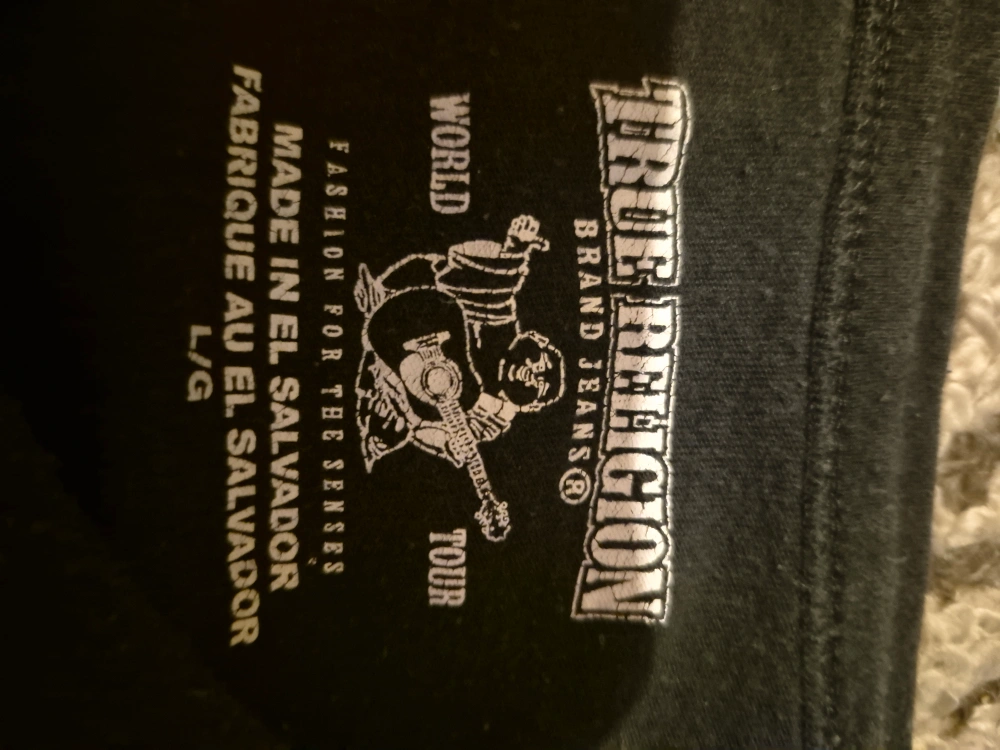 TRUE RELIGION
BRAND JEANS®
WORLD TOUR
FASHION FOR THE SENSES
MADE IN EL SALVADOR
FABRIQUE AU EL SALVADOR
L/G